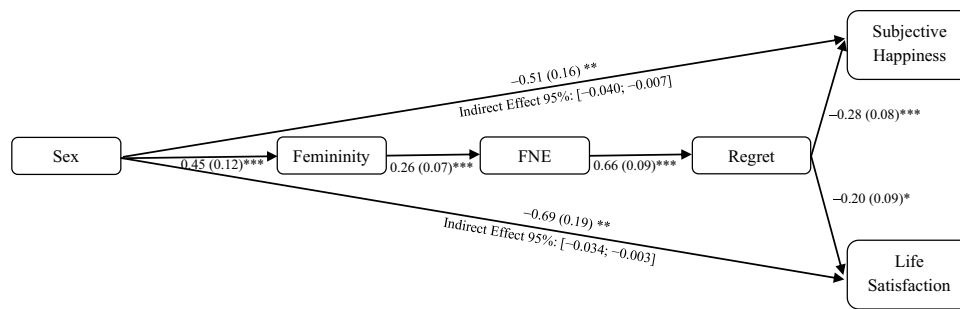 Subjective
Happiness
−0.51 (0.16) **
Indirect Effect 95%: [−0.040; −0.007]
−0.28 (0.08)***
Sex
Femininity
FNE
Regret
0.45 (0.12)***
0.26 (0.07)***
0.66 (0.09)***
−0.20 (0.09)*
−0.69 (0.19) **
Indirect Effect 95%: [−0.034; −0.003]
Life
Satisfaction